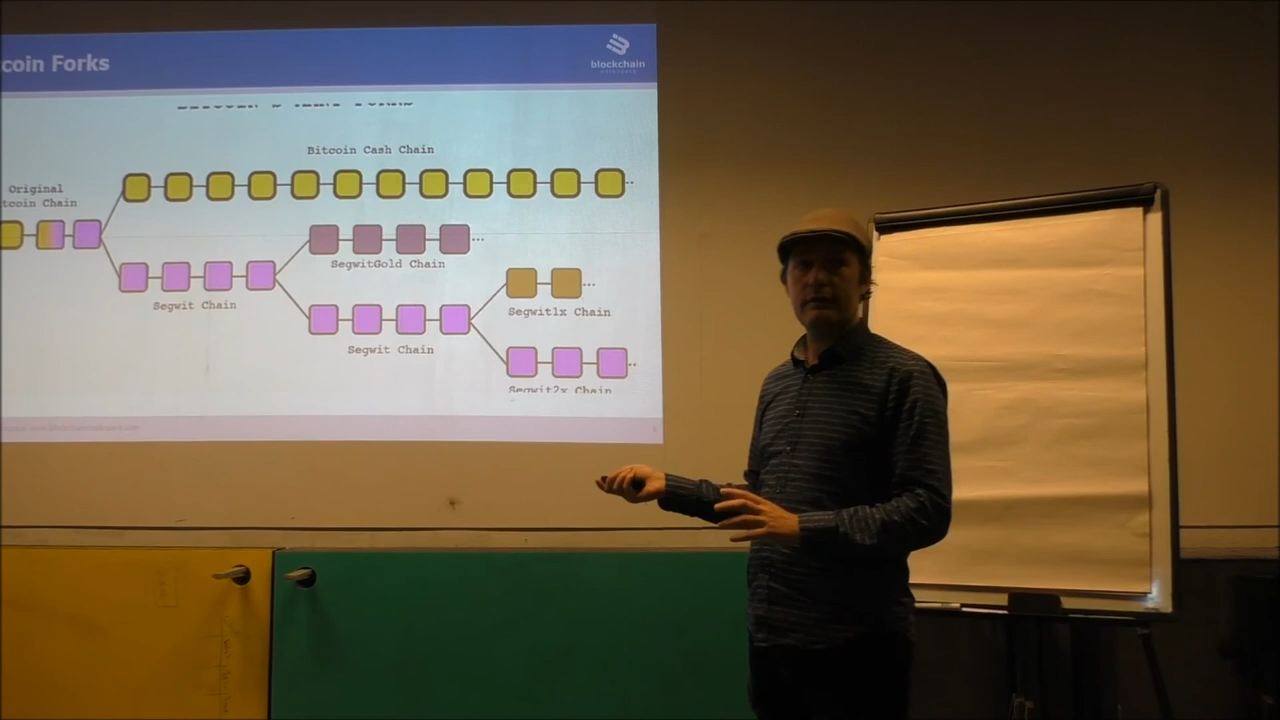 coin Forks
blockchain
Bitcoin Cash Chain
Original
tcoin Chain
SegwitGold Chain
Segwit Chain
Segwit1x Chain
Segwit Chain
Segwit2x Chain